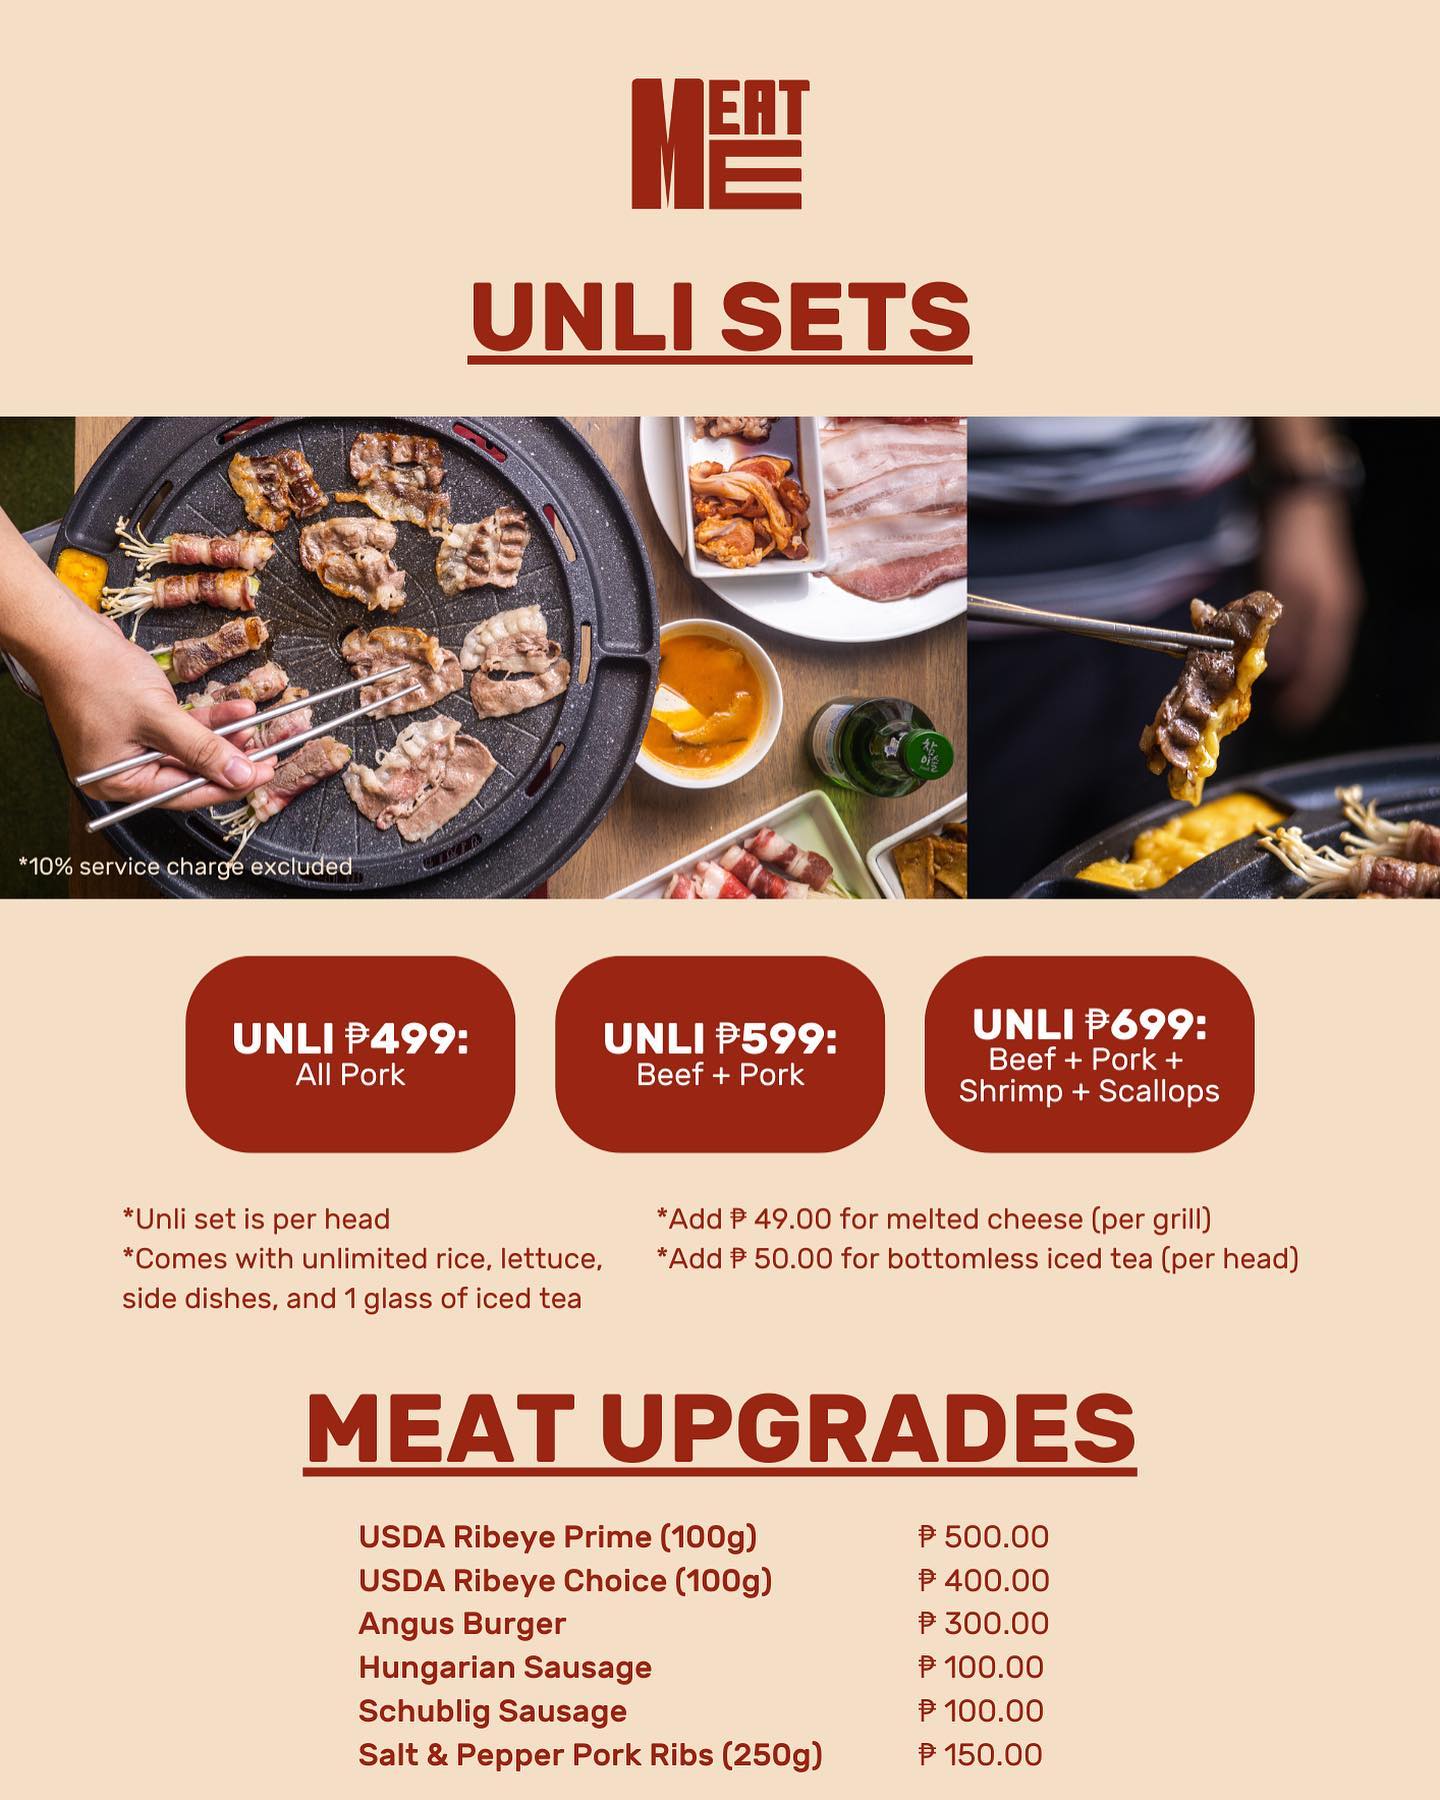 MEAT
ME
UNLI SETS
참
이슬
*10% service charge excluded
UNLI ₱499:
All Pork
UNLI ₱599:
Beef + Pork
UNLI ₱699:
Beef + Pork +
Shrimp + Scallops
*Unli set is per head
*Comes with unlimited rice, lettuce,
side dishes, and 1 glass of iced tea
*Add ₱ 49.00 for melted cheese (per grill)
*Add ₱ 50.00 for bottomless iced tea (per head)
MEAT UPGRADES
USDA Ribeye Prime (100g) ₱ 500.00
USDA Ribeye Choice (100g) ₱ 400.00
Angus Burger ₱ 300.00
Hungarian Sausage ₱ 100.00
Schublig Sausage ₱ 100.00
Salt & Pepper Pork Ribs (250g) ₱ 150.00